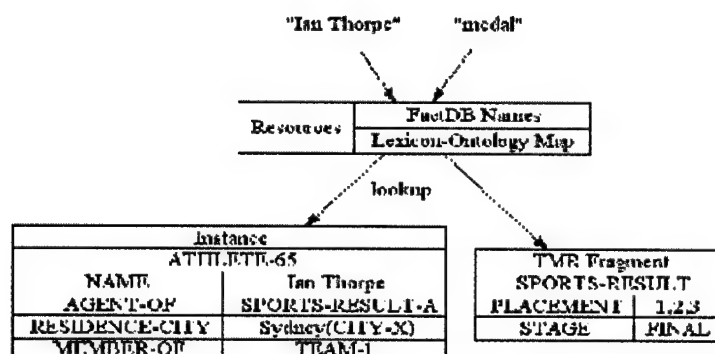 "Ian Thorpe" "medal"
FactDB Names
Resources
Lexicon-Ontology Map
lookup
Instance
ATHLETE-65
NAME Ian Thorpe
AGENT-OF SPORTS-RESULT-A
RESIDENCE-CITY Sydney(CITY-X)
MEMBER-OF TEAM-1
TMR Fragment
SPORTS-RESULT
PLACEMENT 1,2,3
STAGE FINAL